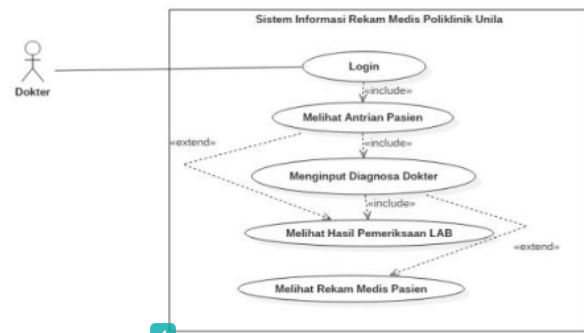 Sistem Informasi Rekam Medis Poliklinik Unila
Login
Dokter
«include»
Melihat Antrian Pasien
«extend»
«include»
Menginput Diagnosa Dokter
«include»
Melihat Hasil Pemeriksaan LAB
«extend»
Melihat Rekam Medis Pasien